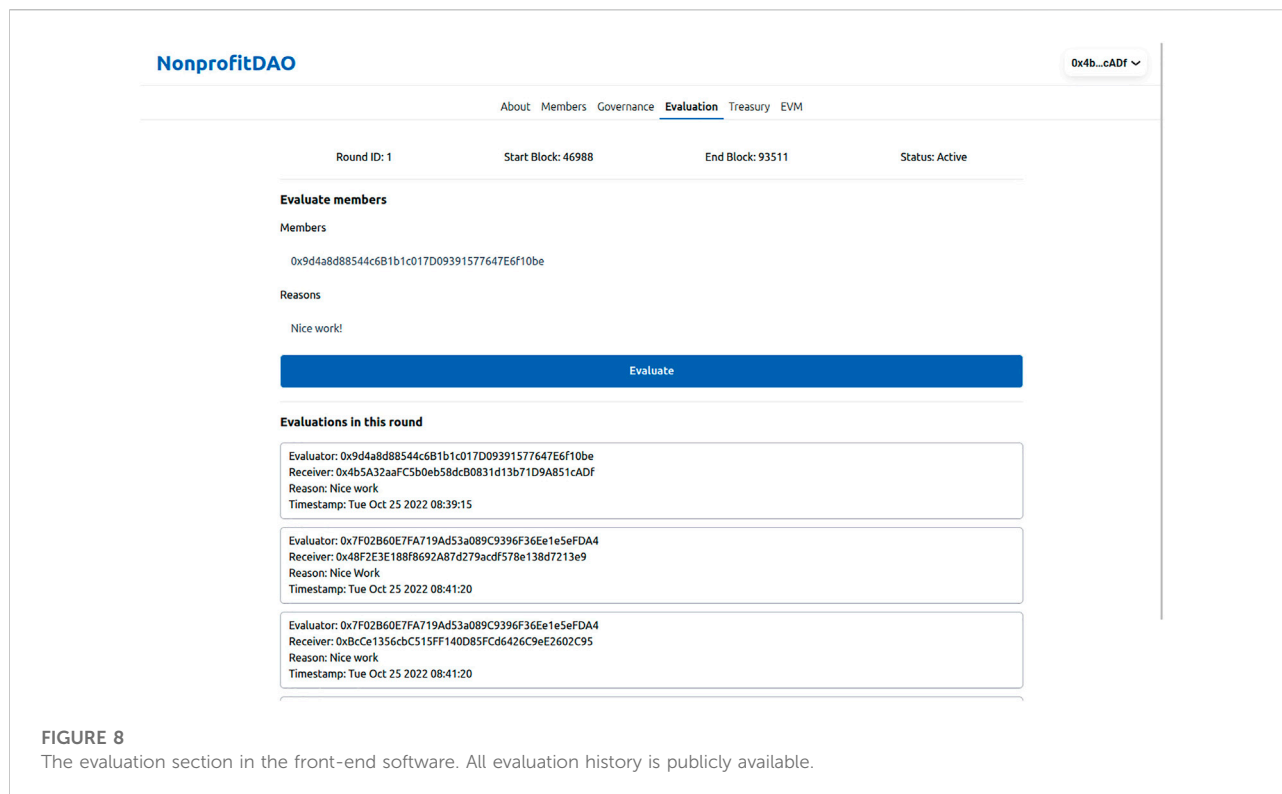 NonprofitDAO
0x4b...cADf
About Members Governance Evaluation Treasury EVM
Round ID: 1 Start Block: 46988 End Block: 93511 Status: Active
Evaluate members
Members
0x9d4a8d88544c6B1b1c017D09391577647E6f10be
Reasons
Nice work!
Evaluate
Evaluations in this round
Evaluator: 0x9d4a8d88544c6B1b1c017D09391577647E6f10be
Receiver: 0x4b5A32aaFC5b0eb58dcB0831d13b71D9A851cADf
Reason: Nice work
Timestamp: Tue Oct 25 2022 08:39:15
Evaluator: 0x7F02B60E7FA719Ad53a089C9396F36Ee1e5eFDA4
Receiver: 0x48F2E3E188f8692A87d279acdf578e138d7213e9
Reason: Nice Work
Timestamp: Tue Oct 25 2022 08:41:20
Evaluator: 0x7F02B60E7FA719Ad53a089C9396F36Ee1e5eFDA4
Receiver: 0xBcCe1356cbC515FF140D85FCd6426C9eE2602C95
Reason: Nice work
Timestamp: Tue Oct 25 2022 08:41:20
FIGURE 8
The evaluation section in the front-end software. All evaluation history is publicly available.